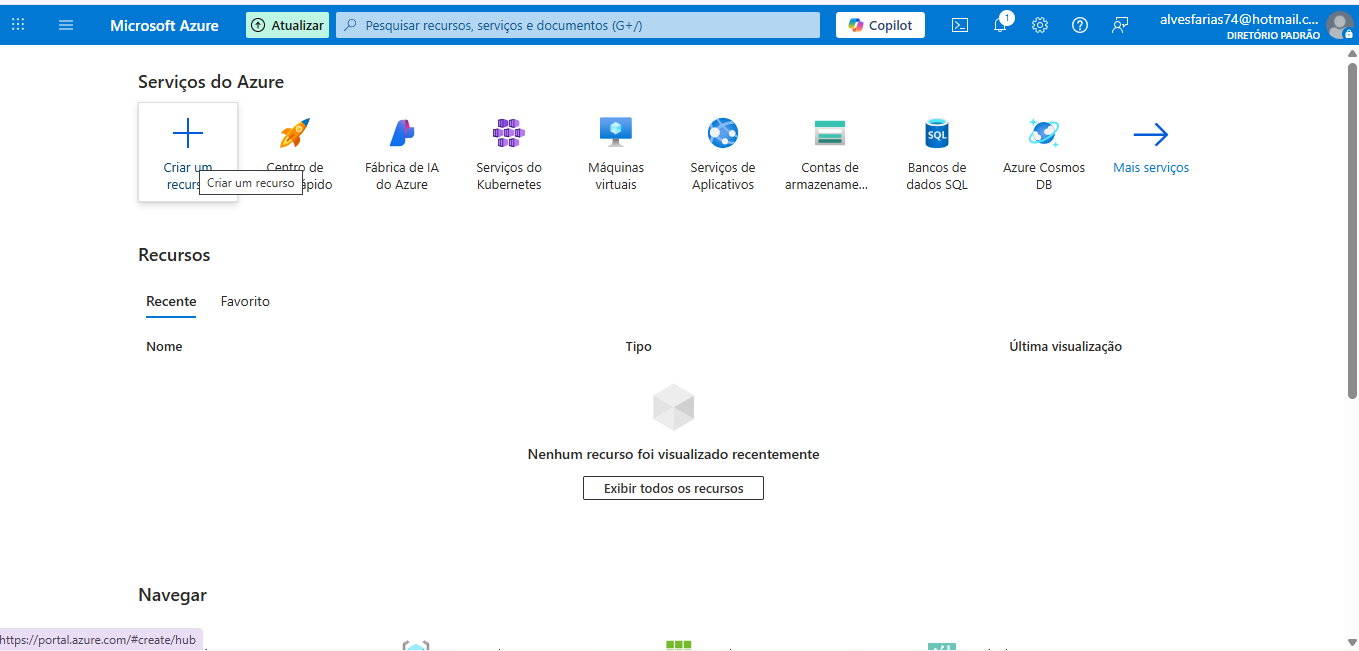 Microsoft Azure
Atualizar
Pesquisar recursos, serviços e documentos (G+/)
Copilot
1
alvesfarias74@hotmail.c...
DIRETÓRIO PADRÃO
Serviços do Azure
Criar um
recurs
Criar um recurso
Centro de
ápido
Fábrica de IA
do Azure
Serviços do
Kubernetes
Máquinas
virtuais
Serviços de
Aplicativos
Contas de
armazename...
SQL
Bancos de
dados SQL
Azure Cosmos
DB
Mais serviços
Recursos
Recente
Favorito
Nome
Tipo
Última visualização
Nenhum recurso foi visualizado recentemente
Exibir todos os recursos
Navegar
https://portal.azure.com/#create/hub